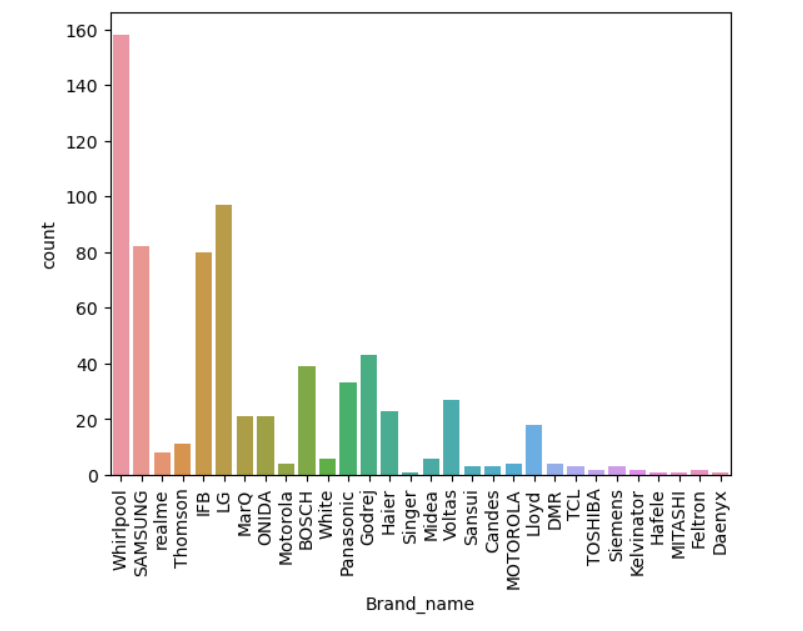 160
140
120
100
80
60
40
20
0
count
Whirlpool
SAMSUNG
realme
Thomson
IFB
LG
MarQ
ONIDA
Motorola
BOSCH
White
Panasonic
Godrej
Haier
Singer
Midea
Voltas
Sansui
Candes
MOTOROLA
Lloyd
DMR
TCL
TOSHIBA
Siemens
Kelvinator
Hafele
MITASHI
Feltron
Daenyx
Brand_name